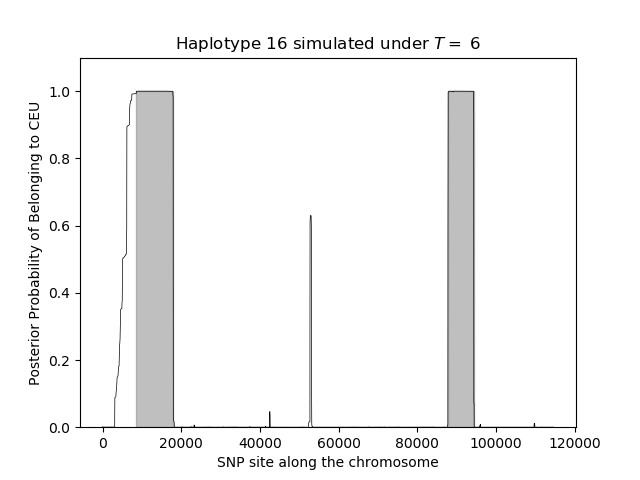 Haplotype 16 simulated under T = 6
Posterior Probability of Belonging to CEU
1.0
0.8
0.6
0.4
0.2
0.0
0 20000 40000 60000 80000 100000 120000
SNP site along the chromosome